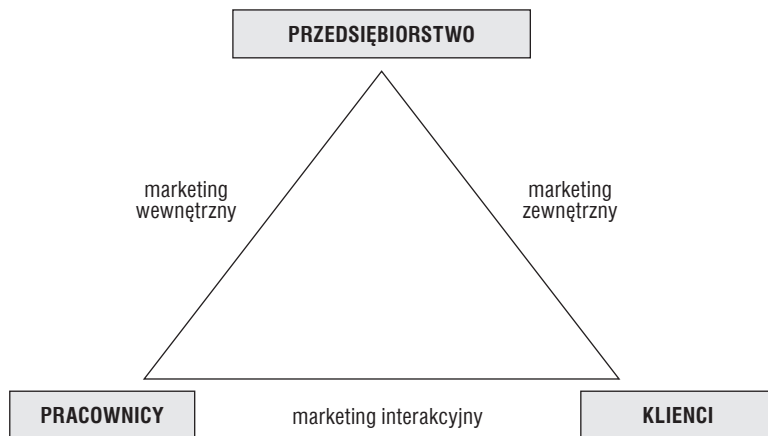 PRZEDSIĘBIORSTWO
marketing
wewnętrzny
marketing
zewnętrzny
PRACOWNICY
marketing interakcyjny
KLIENCI